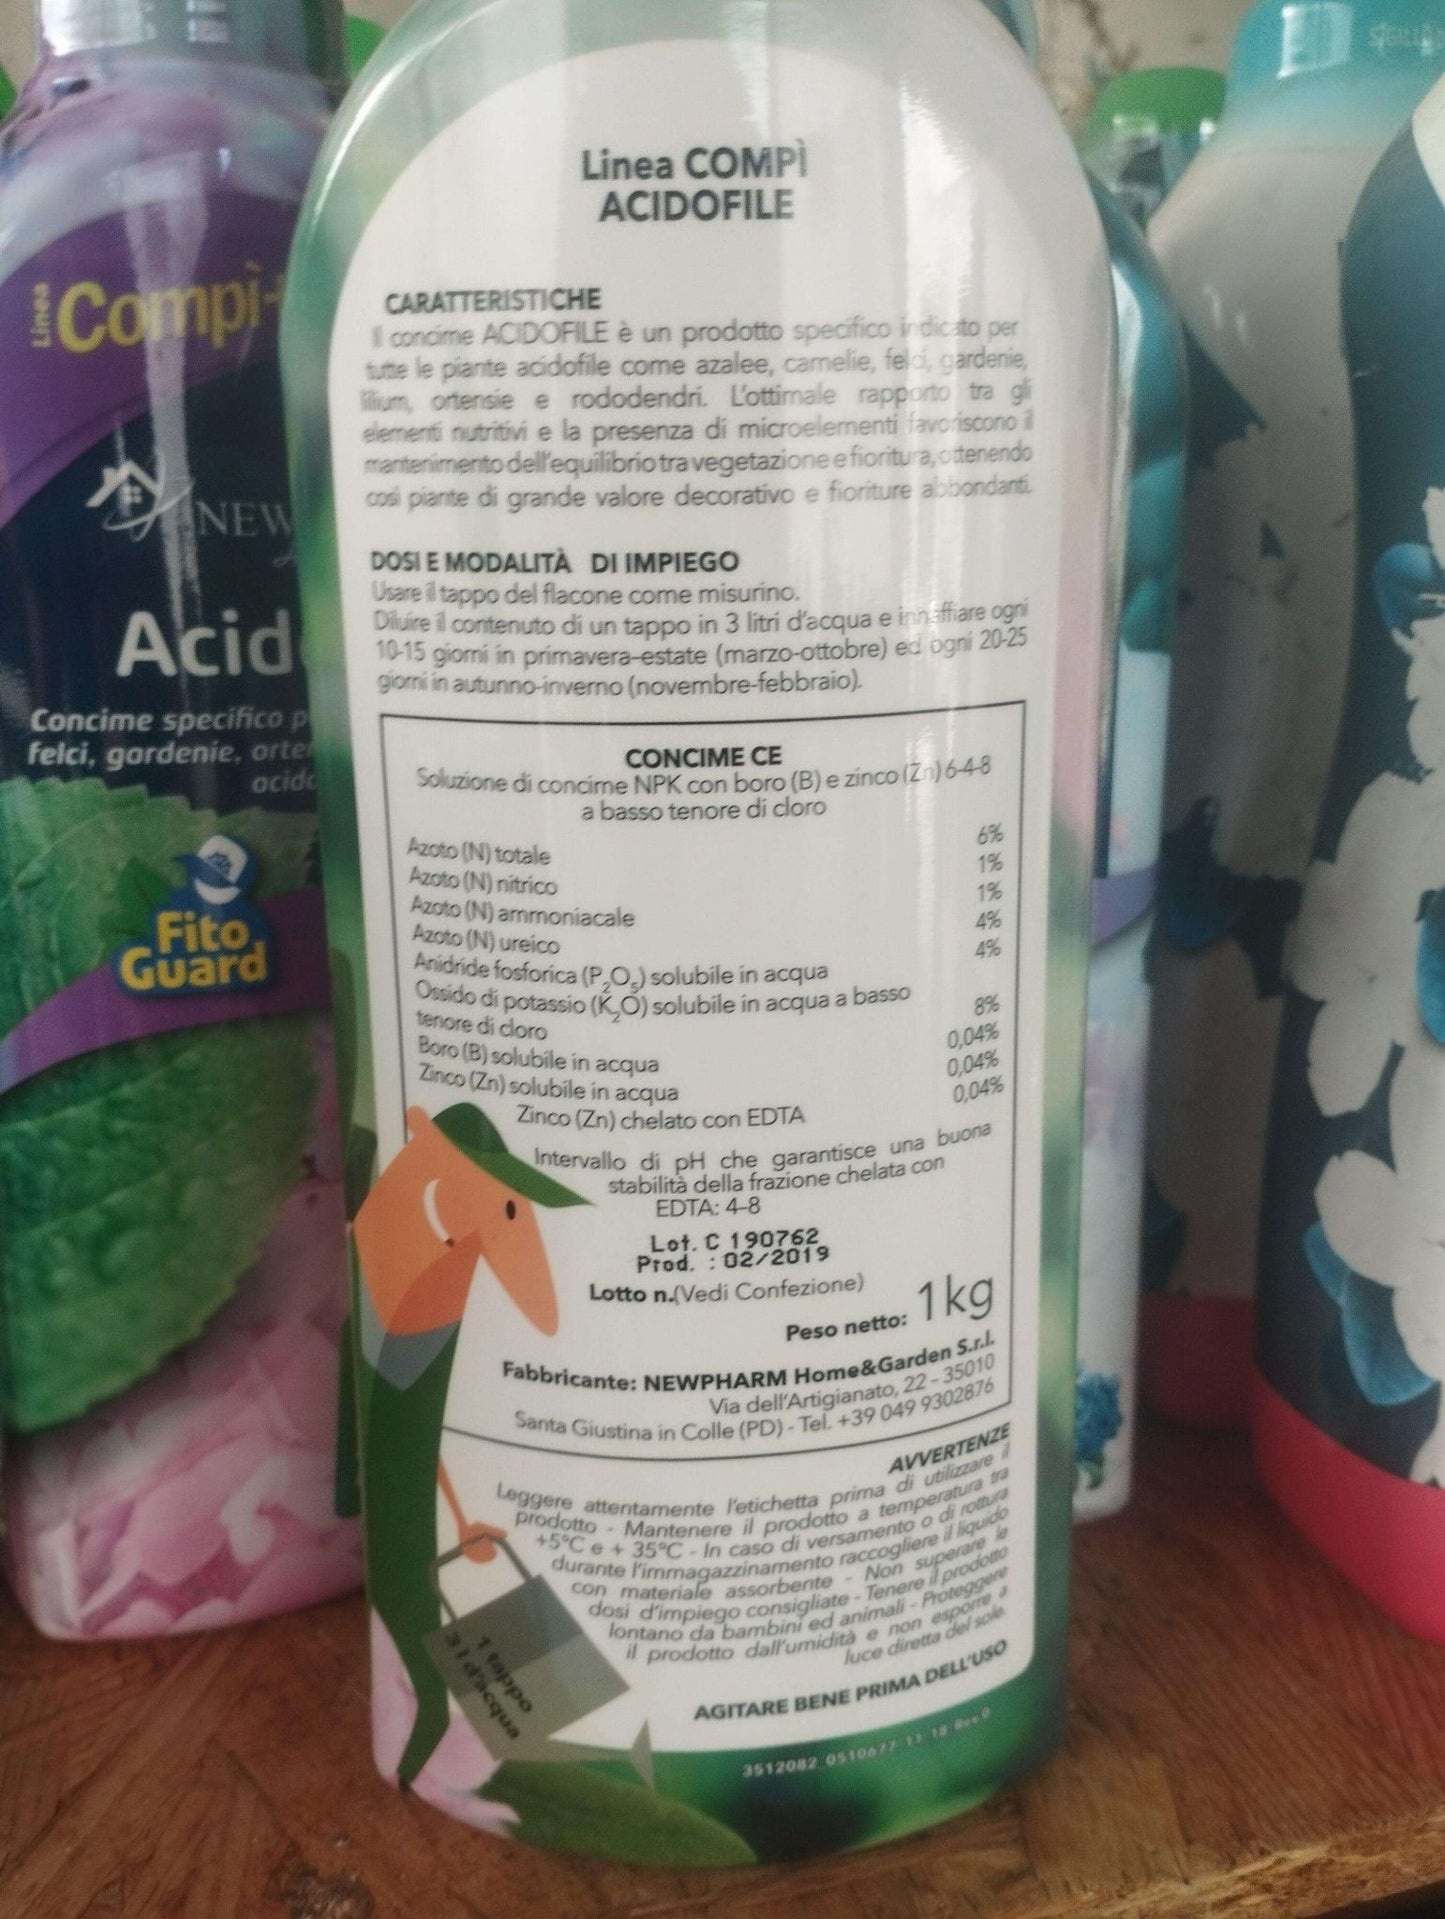 Linea COMPÌ
ACIDOFILE
CARATTERISTICHE
Il concime ACIDOFILE è un prodotto specifico indicato per
tutte le piante acidofile come azalee, camelie, felci, gardenie,
lilium, ortensie e rododendri. L'ottimale rapporto tra gli
elementi nutritivi e la presenza di microelementi favoriscono il
mantenimento dell'equilibrio tra vegetazione e fioritura, ottenendo
così piante di grande valore decorativo e fioriture abbondanti.
DOSI E MODALITÀ DI IMPIEGO
Usare il tappo del flacone come misurino.
Diluire il contenuto di un tappo in 3 litri d'acqua e innaffiare ogni
10-15 giorni in primavera-estate (marzo-ottobre) ed ogni 20-25
giorni in autunno-inverno (novembre-febbraio).
CONCIME CE
Soluzione di concime NPK con boro (B) e zinco (Zn) 6-4-8
a basso tenore di cloro
Azoto (N) totale 6%
Azoto (N) nitrico 1%
Azoto (N) ammoniacale 1%
Azoto (N) ureico 4%
Anidride fosforica (P2O5) solubile in acqua 4%
Ossido di potassio (K2O) solubile in acqua a basso
tenore di cloro 8%
Boro (B) solubile in acqua 0,04%
Zinco (Zn) solubile in acqua 0,04%
Zinco (Zn) chelato con EDTA 0,04%
Intervallo di pH che garantisce una buona
stabilità della frazione chelata con
EDTA: 4-8
Lot. C 190762
Prod. : 02/2019
Lotto n.(Vedi Confezione)
Peso netto: 1kg
Fabbricante: NEWPHARM Home&Garden S.r.l.
Via dell'Artigianato, 22 - 35010
Santa Giustina in Colle (PD) - Tel. +39 049 9302876
AVVERTENZE
Leggere attentamente l'etichetta prima di utilizzare il
prodotto - Mantenere il prodotto a temperatura tra
+5°C e + 35°C - In caso di versamento o di rottura
durante l'immagazzinamento raccogliere il liquido
con materiale assorbente - Non superare le
dosi d'impiego consigliate - Tenere il prodotto
lontano da bambini ed animali - Proteggere
il prodotto dall'umidità e non esporre a
luce diretta del sole.
AGITARE BENE PRIMA DELL'USO
3512082 0510677 11-18 Rev.0
1 tappo
3 l d'acqua
Linea
Compì-
NEW
Acid
Concime specifico p
felci, gardenie, orte
acido
Fito
Guard